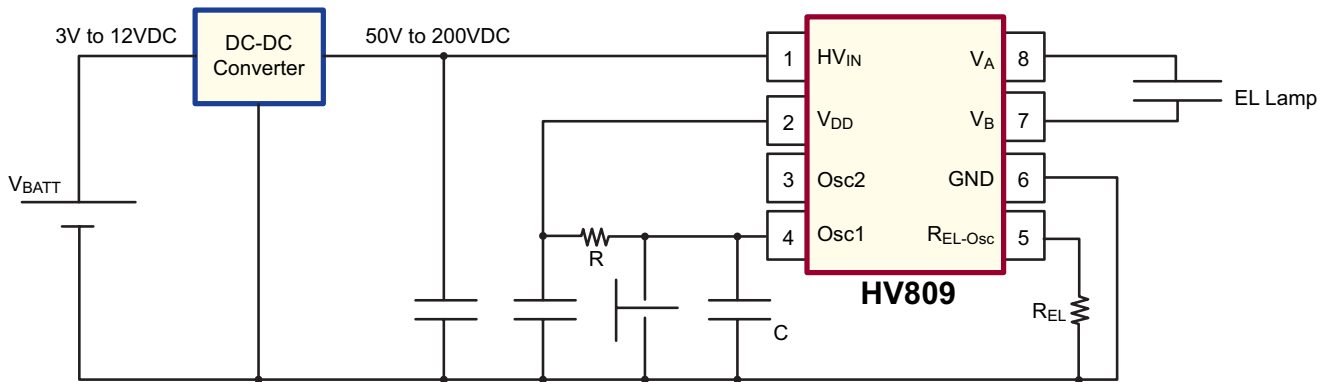 3V to 12VDC
DC-DC
Converter
50V to 200VDC
1
HVIN
VA
8
2
VDD
VB
7
EL Lamp
3
Osc2
GND
6
4
Osc1
REL-Osc
5
VBATT
R
HV809
C
REL